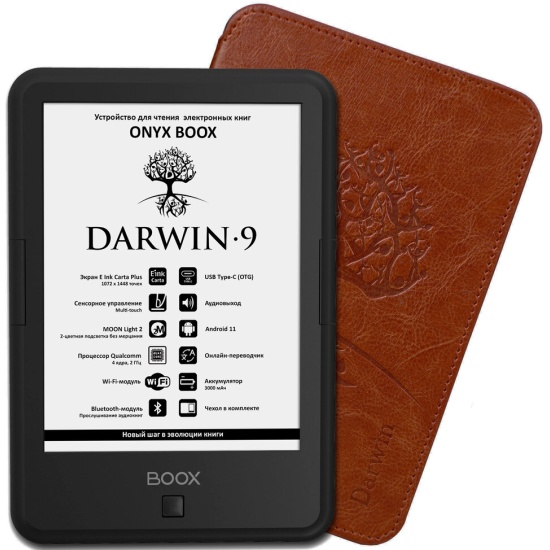 Устройство для чтения электронных книг
ONYX BOOX
DARWIN·9
Экран E Ink Carta Plus
1072 x 1448 точек
E ink
Carta
USB Type-C (OTG)
Сенсорное управление
Multi-touch
Аудиовыход
MOON Light 2
2-цветная подсветка без мерцания
Android 11
Процессор Qualcomm
4 ядра, 2 ГГц
Онлайн-переводчик
Wi-Fi-модуль
Wi Fi
Аккумулятор
3000 мАч
Bluetooth-модуль
Прослушивание аудиокниг
Чехол в комплекте
Новый шаг в эволюции книги
BOOX
Darwin